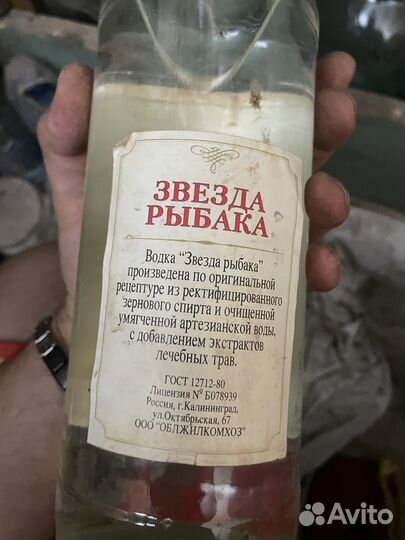 ЗВЕЗДА
РЫБАКА
Водка "Звезда рыбака"
произведена по оригинальной
рецептуре из ректифицированного
зернового спирта и очищенной
умягченной артезианской воды,
с добавлением экстрактов
лечебных трав.
ГОСТ 12712-80
Лицензия № Б078939
Россия, г.Калининград,
ул.Октябрьская, 67
ООО "ОБЛЖИЛКОМХОЗ"
Avito